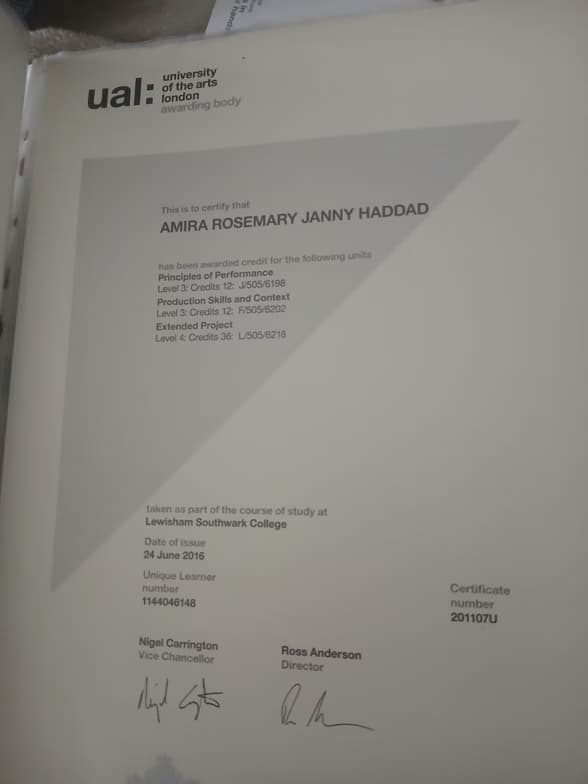 ual:
university
of the arts
london
awarding body
This is to certify that
AMIRA ROSEMARY JANNY HADDAD
has been awarded credit for the following units
Principles of Performance
Level 3: Credits 12: J/505/6198
Production Skills and Context
Level 3: Credits 12: F/505/6202
Extended Project
Level 4: Credits 36: L/505/6218
taken as part of the course of study at
Lewisham Southwark College
Date of issue
24 June 2016
Unique Learner
number
1144046148
Certificate
number
201107U
Nigel Carrington
Vice Chancellor
Ross Anderson
Director